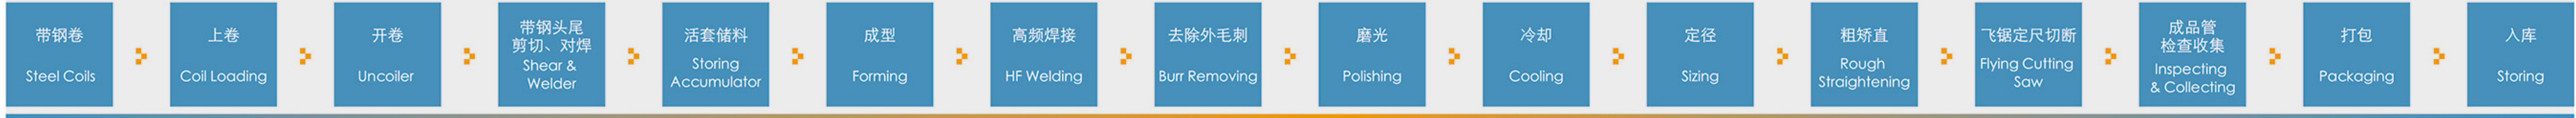 带钢卷
Steel Coils
上卷
Coil Loading
开卷
Uncoiler
带钢头尾
剪切、对焊
Shear &
Welder
活套储料
Storing
Accumulator
成型
Forming
高频焊接
HF Welding
去除外毛刺
Burr Removing
磨光
Polishing
冷却
Cooling
定径
Sizing
粗矫直
Rough
Straightening
飞锯定尺切断
Flying Cutting
Saw
成品管
检查收集
Inspecting
& Collecting
打包
Packaging
入库
Storing